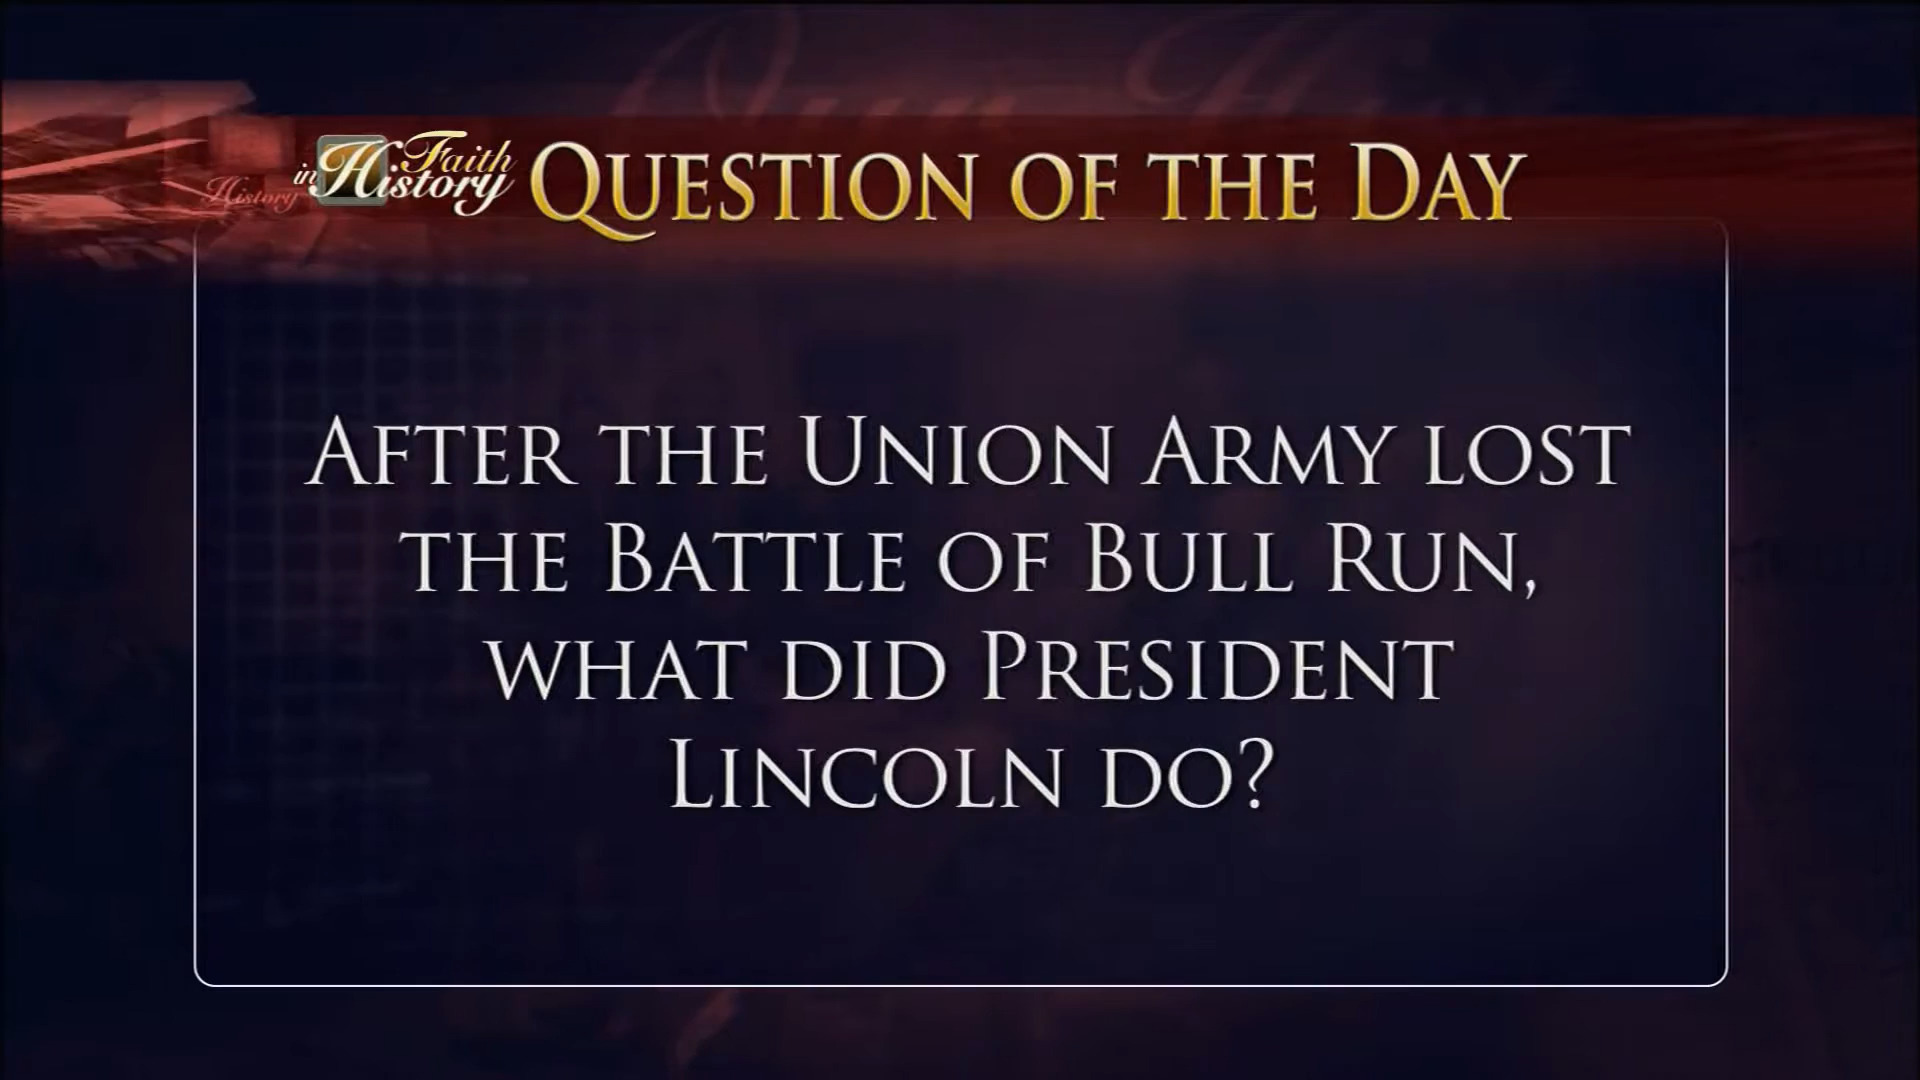 Faith
in History
History
QUESTION OF THE DAY
AFTER THE UNION ARMY LOST
THE BATTLE OF BULL RUN,
WHAT DID PRESIDENT
LINCOLN DO?